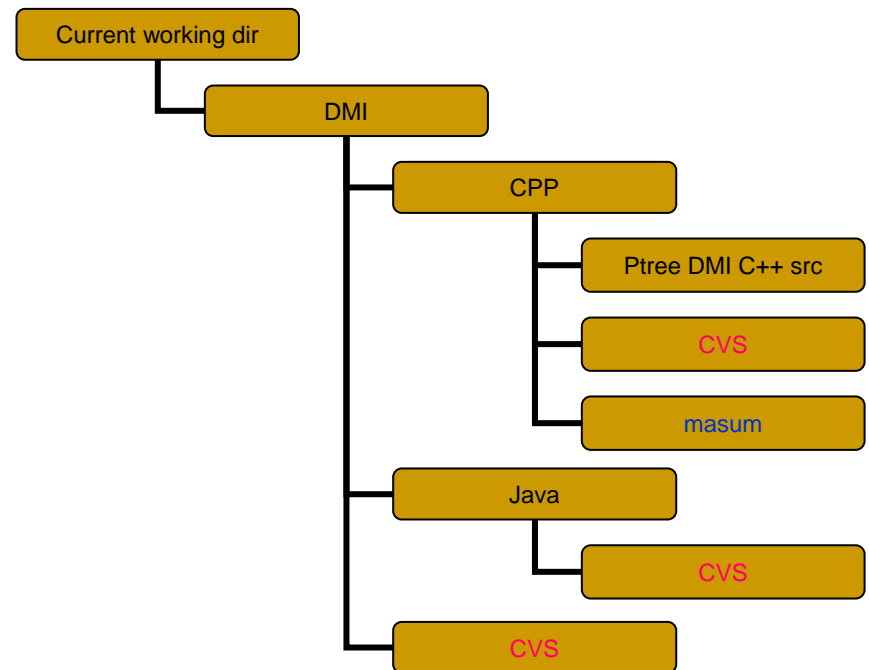 Current working dir
DMI
CPP
Ptree DMI C++ src
CVS
masum
Java
CVS
CVS